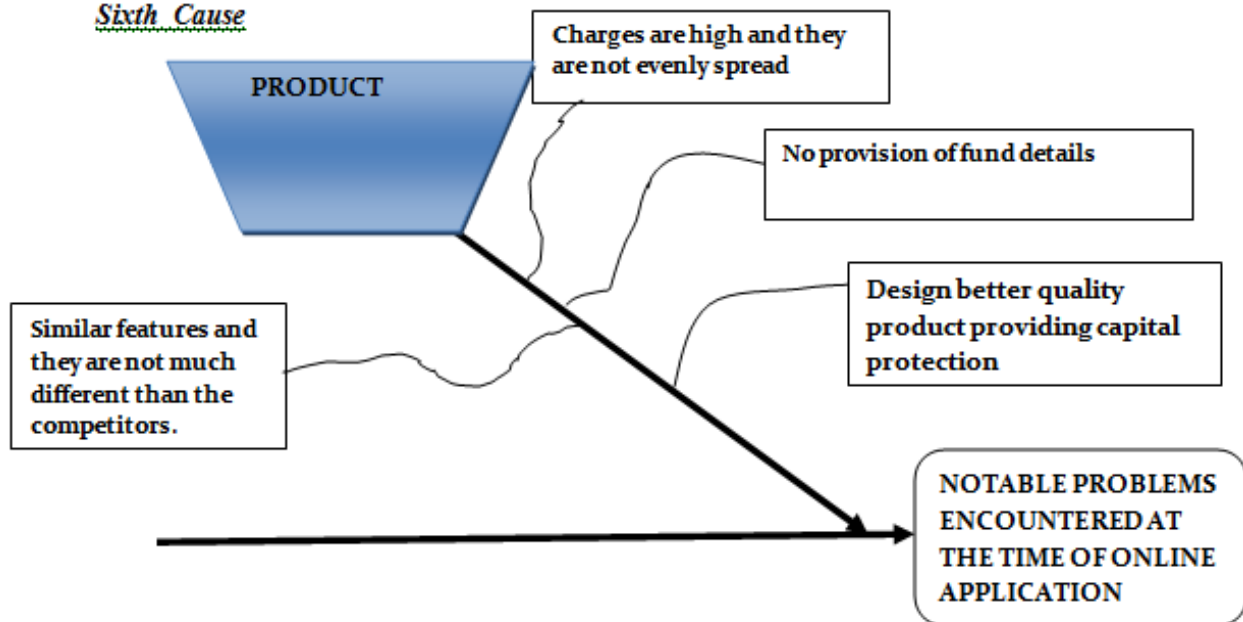 Sixth Cause
PRODUCT
Charges are high and they
are not evenly spread
No provision of fund details
Design better quality
product providing capital
protection
Similar features and
they are not much
different than the
competitors.
NOTABLE PROBLEMS
ENCOUNTERED AT
THE TIME OF ONLINE
APPLICATION